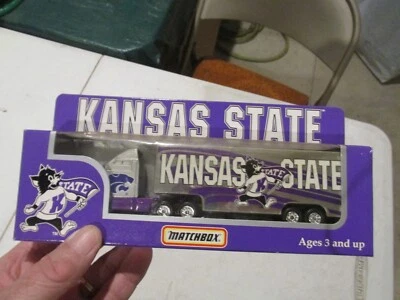 KANSAS STATE
KANSAS STATE
STATE
K
STATE
K
MATCHBOX
Ages 3 and up